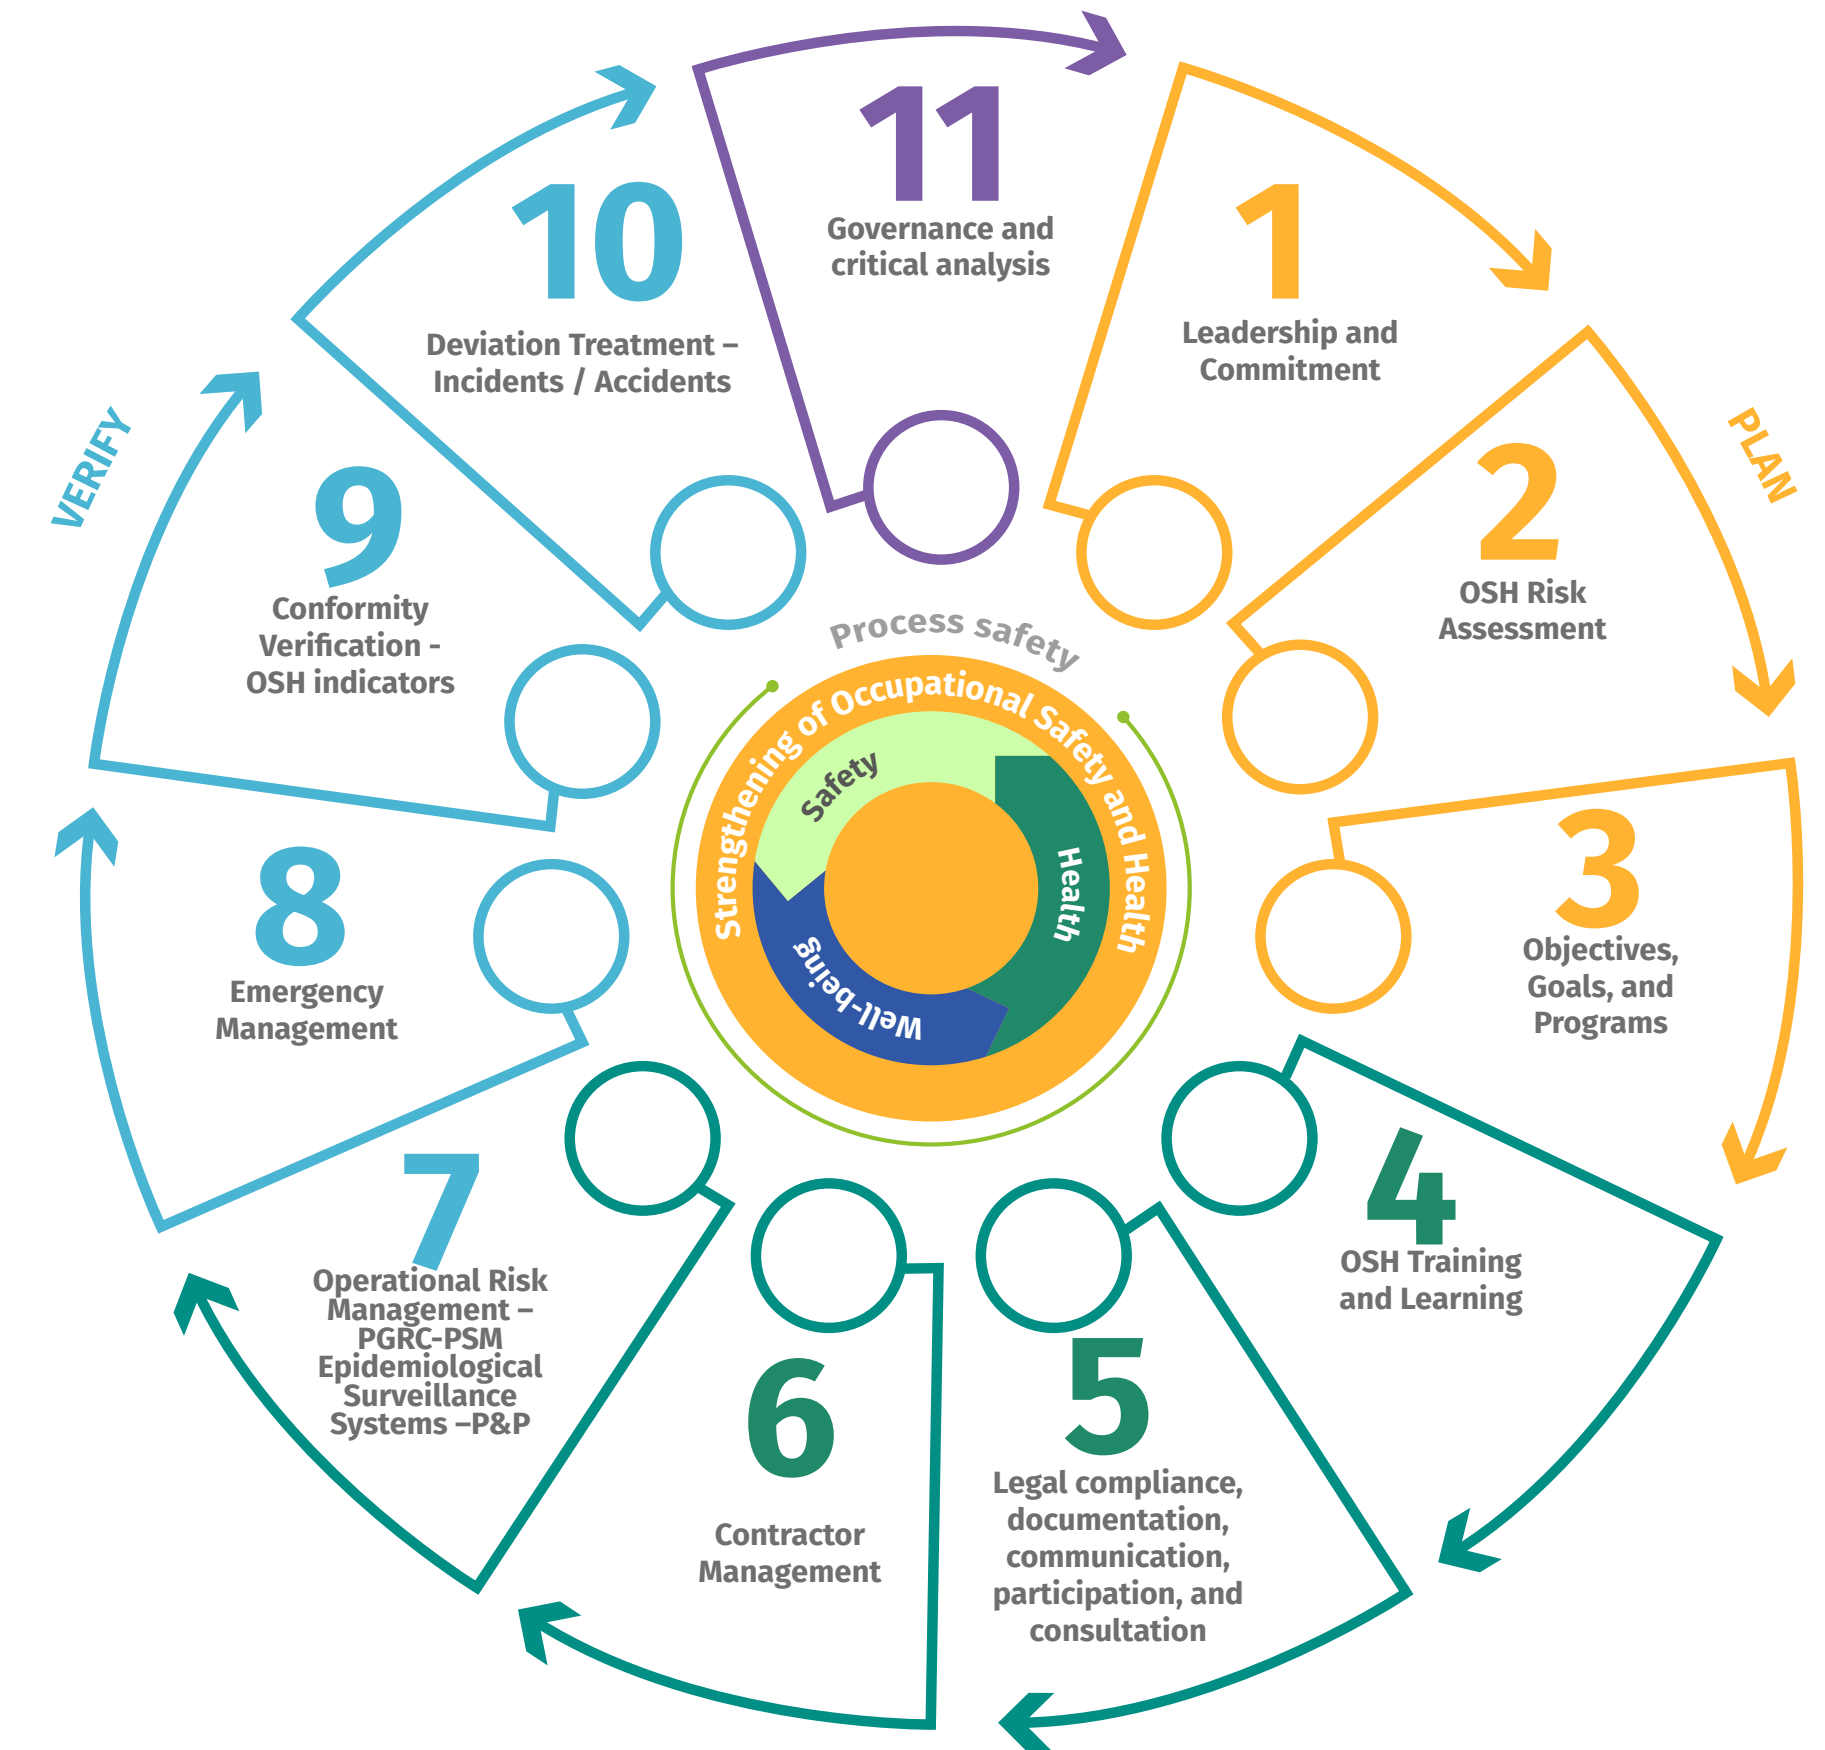 11
Governance and
critical analysis
1
Leadership and
Commitment
PLAN
2
OSH Risk
Assessment
3
Objectives,
Goals, and
Programs
4
OSH Training
and Learning
5
Legal compliance,
documentation,
communication,
participation, and
consultation
6
Contractor
Management
7
Operational Risk
Management –
PGRC-PSM
Epidemiological
Surveillance
Systems –P&P
8
Emergency
Management
VERIFY
9
Conformity
Verification -
OSH indicators
10
Deviation Treatment –
Incidents / Accidents
Process safety
Strengthening of Occupational Safety and Health
Safety
Health
Well-being